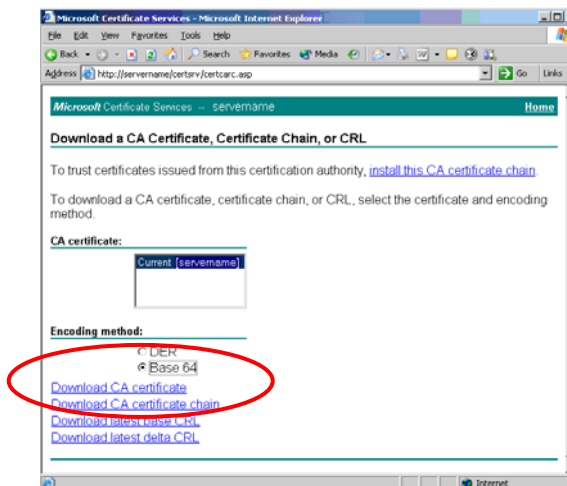 Microsoft Certificate Services - Microsoft Internet Explorer
File Edit View Favorites Tools Help
Back Search Favorites Media
Address http://servername/certsrv/certcarc.asp Go Links
Microsoft Certificate Services -- servername Home
Download a CA Certificate, Certificate Chain, or CRL
To trust certificates issued from this certification authority, install this CA certificate chain.
To download a CA certificate, certificate chain, or CRL, select the certificate and encoding
method.
CA certificate:
Current [servername]
Encoding method:
DER
Base 64
Download CA certificate
Download CA certificate chain
Download latest base CRL
Download latest delta CRL
Internet